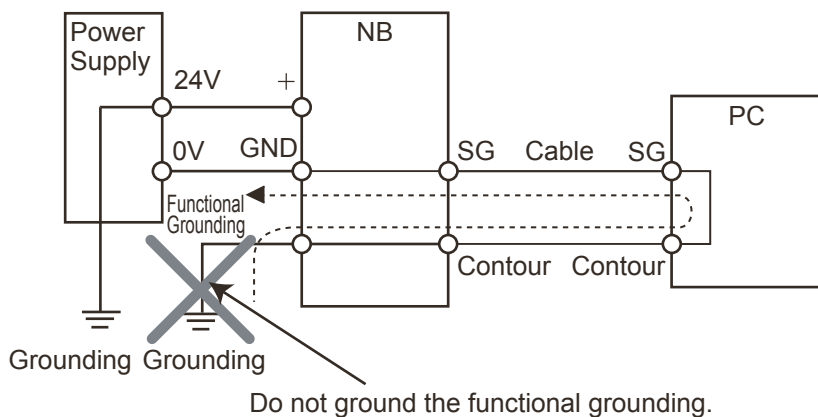 Power
Supply
NB
24V
+
PC
0V
GND
SG
Cable
SG
Functional
Grounding
Contour
Contour
Grounding
Grounding
Do not ground the functional grounding.